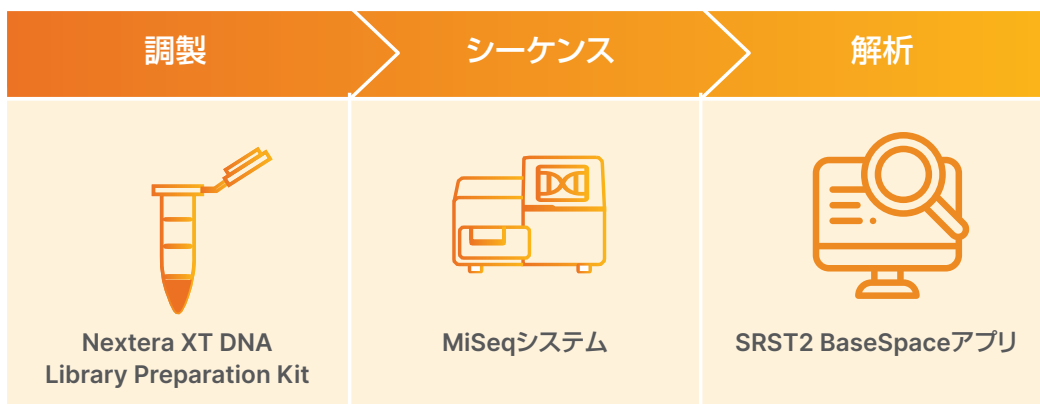 調製
シーケンス
解析
Nextera XT DNA
Library Preparation Kit
MiSeqシステム
SRST2 BaseSpaceアプリ